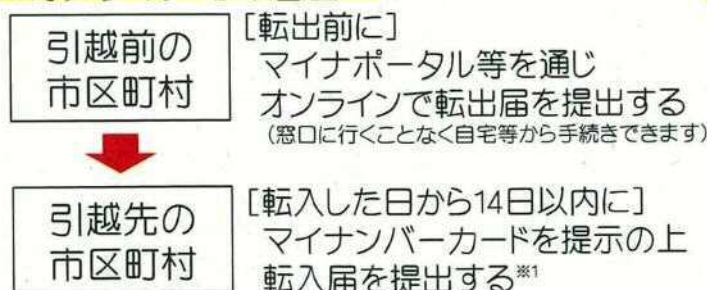 引越前の
市区町村
[転出前に]
マイナポータル等を通じ
オンラインで転出届を提出する
(窓口に行くことなく自宅等から手続きできます)
引越先の
市区町村
[転入した日から14日以内に]
マイナンバーカードを提示の上
転入届を提出する※1